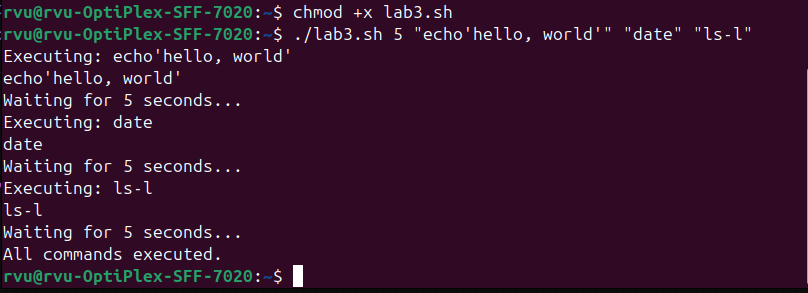 rvu@rvu-OptiPlex-SFF-7020:~$ chmod +x lab3.sh
rvu@rvu-OptiPlex-SFF-7020:~$ ./lab3.sh 5 "echo'hello, world'" "date" "ls-l"
Executing: echo'hello, world'
echo'hello, world'
Waiting for 5 seconds...
Executing: date
date
Waiting for 5 seconds...
Executing: ls-l
ls-l
Waiting for 5 seconds...
All commands executed.
rvu@rvu-OptiPlex-SFF-7020:~$